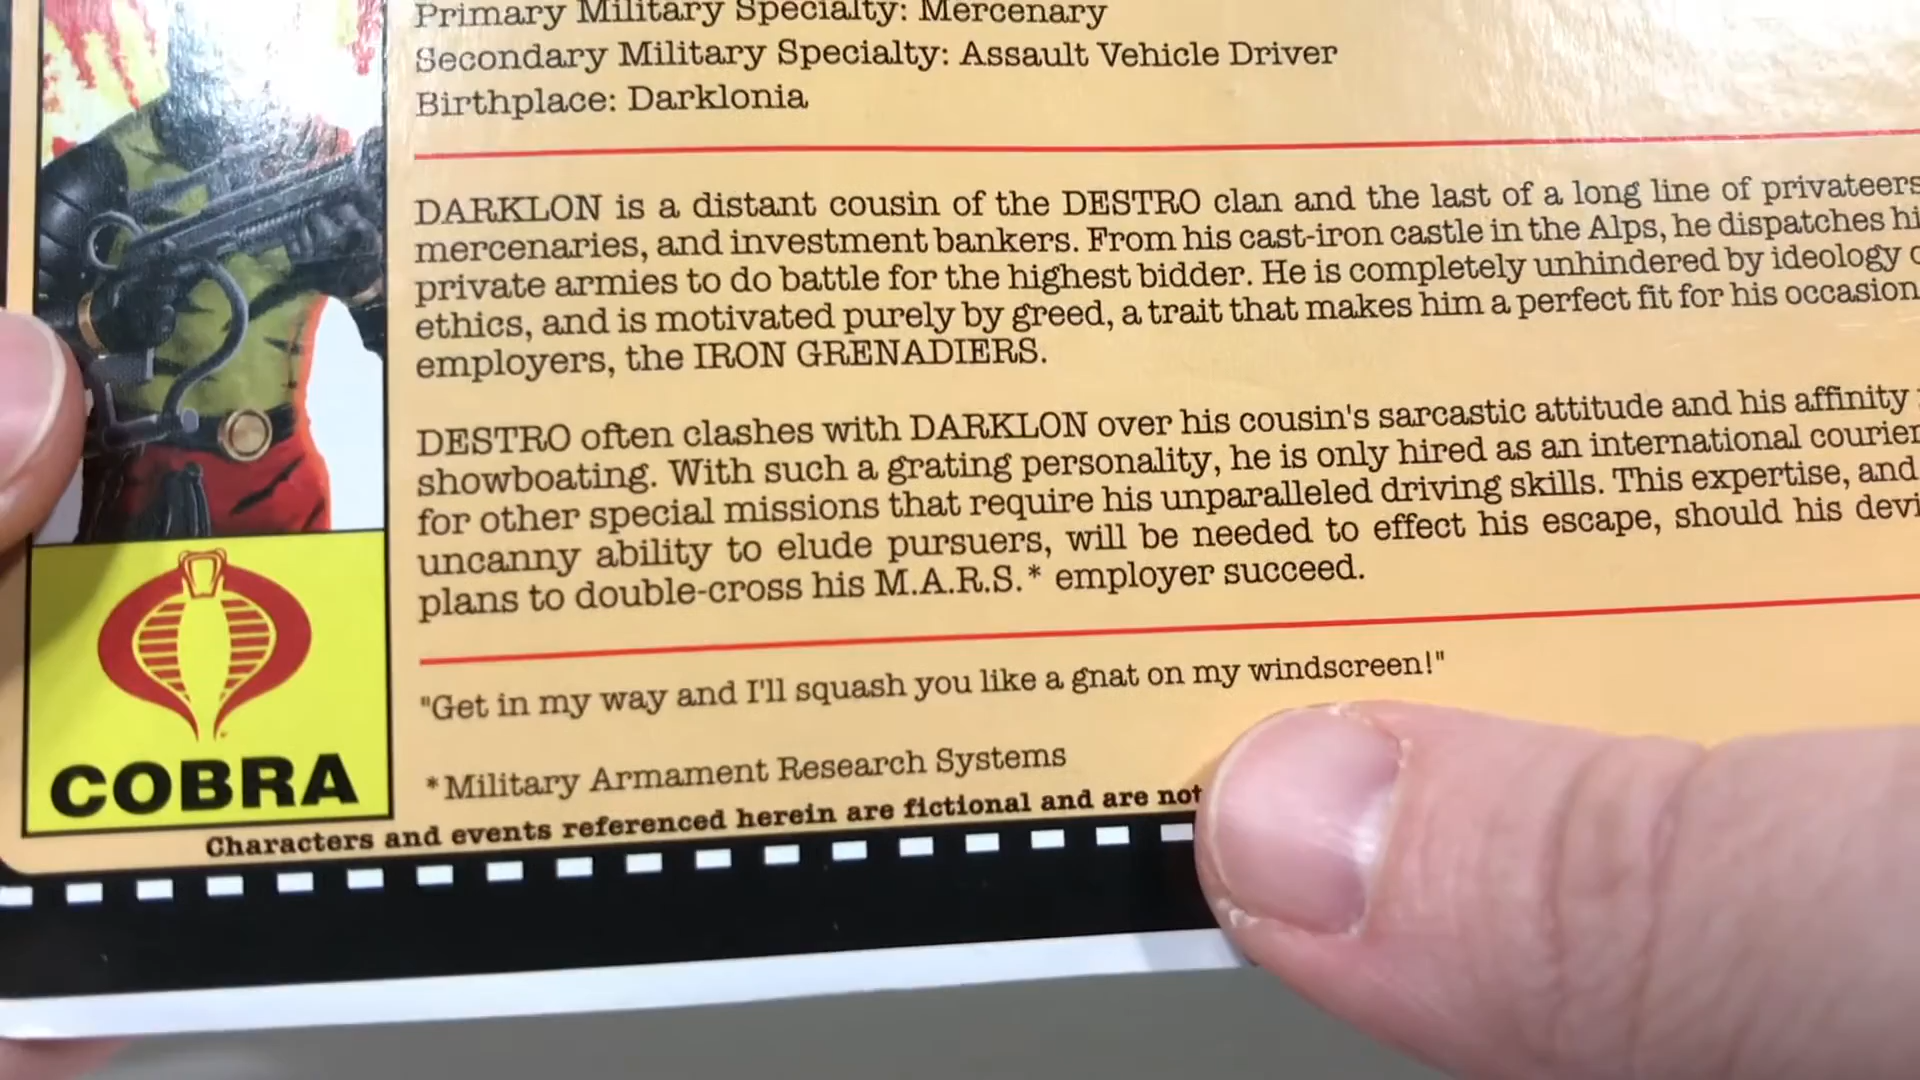 Primary Military Specialty: Mercenary
Secondary Military Specialty: Assault Vehicle Driver
Birthplace: Darklonia
DARKLON is a distant cousin of the DESTRO clan and the last of a long line of privateers
mercenaries, and investment bankers. From his cast-iron castle in the Alps, he dispatches
private armies to do battle for the highest bidder. He is completely unhindered by ideology
ethics, and is motivated purely by greed, a trait that makes him a perfect fit for his
employers, the IRON GRENADIERS.
DESTRO often clashes with DARKLON over his cousin's sarcastic attitude and his affinity
showboating. With such a grating personality, he is only hired as an international courier
for other special missions that require his unparalleled driving skills. This expertise, and
uncanny ability to elude pursuers, will be needed to effect his escape, should his
plans to double-cross his M.A.R.S.* employer succeed.
"Get in my way and I'll squash you like a gnat on my windscreen!"
*Military Armament Research Systems
COBRA
Characters and events referenced herein are fictional and are not